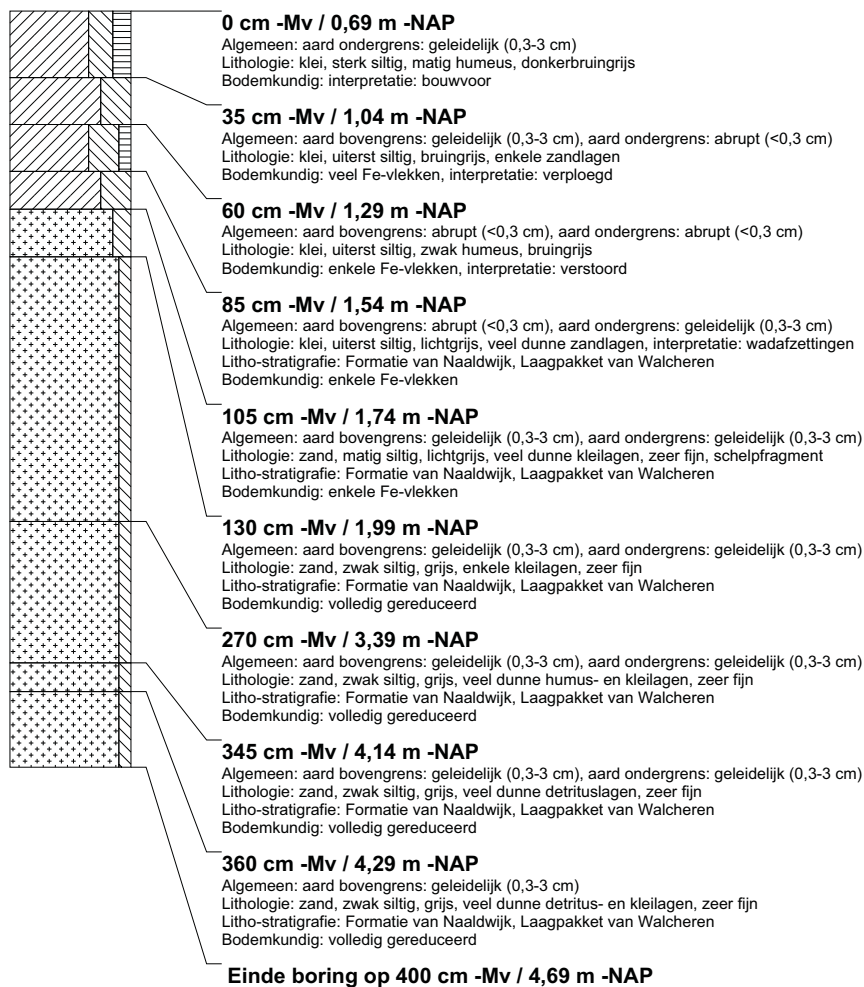 0 cm -Mv / 0,69 m -NAP
Algemeen: aard ondergrens: geleidelijk (0,3-3 cm)
Lithologie: klei, sterk siltig, matig humeus, donkerbruingrijs
Bodemkundig: interpretatie: bouwvoor
35 cm -Mv / 1,04 m -NAP
Algemeen: aard bovengrens: geleidelijk (0,3-3 cm), aard ondergrens: abrupt (<0,3 cm)
Lithologie: klei, uiterst siltig, bruingrijs, enkele zandlagen
Bodemkundig: veel Fe-vlekken, interpretatie: verploegd
60 cm -Mv / 1,29 m -NAP
Algemeen: aard bovengrens: abrupt (<0,3 cm), aard ondergrens: abrupt (<0,3 cm)
Lithologie: klei, uiterst siltig, zwak humeus, bruingrijs
Bodemkundig: enkele Fe-vlekken, interpretatie: verstoord
85 cm -Mv / 1,54 m -NAP
Algemeen: aard bovengrens: abrupt (<0,3 cm), aard ondergrens: geleidelijk (0,3-3 cm)
Lithologie: klei, uiterst siltig, lichtgrijs, veel dunne zandlagen, interpretatie: wadafzettingen
Litho-stratigrafie: Formatie van Naaldwijk, Laagpakket van Walcheren
Bodemkundig: enkele Fe-vlekken
105 cm -Mv / 1,74 m -NAP
Algemeen: aard bovengrens: geleidelijk (0,3-3 cm), aard ondergrens: geleidelijk (0,3-3 cm)
Lithologie: zand, matig siltig, lichtgrijs, veel dunne kleilagen, zeer fijn, schelpfragment
Litho-stratigrafie: Formatie van Naaldwijk, Laagpakket van Walcheren
Bodemkundig: enkele Fe-vlekken
130 cm -Mv / 1,99 m -NAP
Algemeen: aard bovengrens: geleidelijk (0,3-3 cm), aard ondergrens: geleidelijk (0,3-3 cm)
Lithologie: zand, zwak siltig, grijs, enkele kleilagen, zeer fijn
Litho-stratigrafie: Formatie van Naaldwijk, Laagpakket van Walcheren
Bodemkundig: volledig gereduceerd
270 cm -Mv / 3,39 m -NAP
Algemeen: aard bovengrens: geleidelijk (0,3-3 cm), aard ondergrens: geleidelijk (0,3-3 cm)
Lithologie: zand, zwak siltig, grijs, veel dunne humus- en kleilagen, zeer fijn
Litho-stratigrafie: Formatie van Naaldwijk, Laagpakket van Walcheren
Bodemkundig: volledig gereduceerd
345 cm -Mv / 4,14 m -NAP
Algemeen: aard bovengrens: geleidelijk (0,3-3 cm), aard ondergrens: geleidelijk (0,3-3 cm)
Lithologie: zand, zwak siltig, grijs, veel dunne detrituslagen, zeer fijn
Litho-stratigrafie: Formatie van Naaldwijk, Laagpakket van Walcheren
Bodemkundig: volledig gereduceerd
360 cm -Mv / 4,29 m -NAP
Algemeen: aard bovengrens: geleidelijk (0,3-3 cm)
Lithologie: zand, zwak siltig, grijs, veel dunne detritus- en kleilagen, zeer fijn
Litho-stratigrafie: Formatie van Naaldwijk, Laagpakket van Walcheren
Bodemkundig: volledig gereduceerd
Einde boring op 400 cm -Mv / 4,69 m -NAP